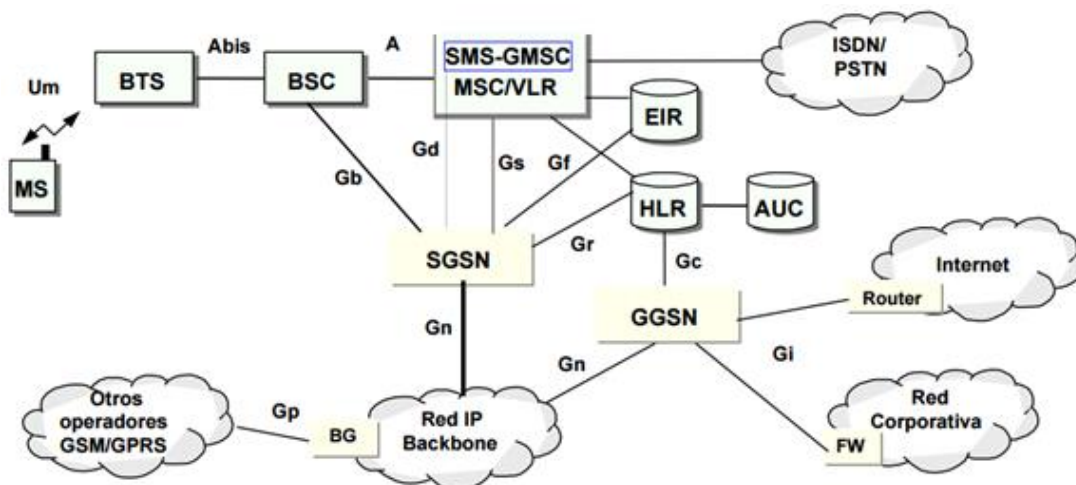 Abis
A
Um
BTS
BSC
SMS-GMSC
MSC/VLR
ISDN/
PSTN
EIR
MS
Gb
Gd
Gs
Gf
HLR
AUC
Gr
SGSN
Gc
Internet
Router
GGSN
Gn
Gn
Gi
Otros
operadores
GSM/GPRS
Gp
BG
Red IP
Backbone
Red
Corporativa
FW